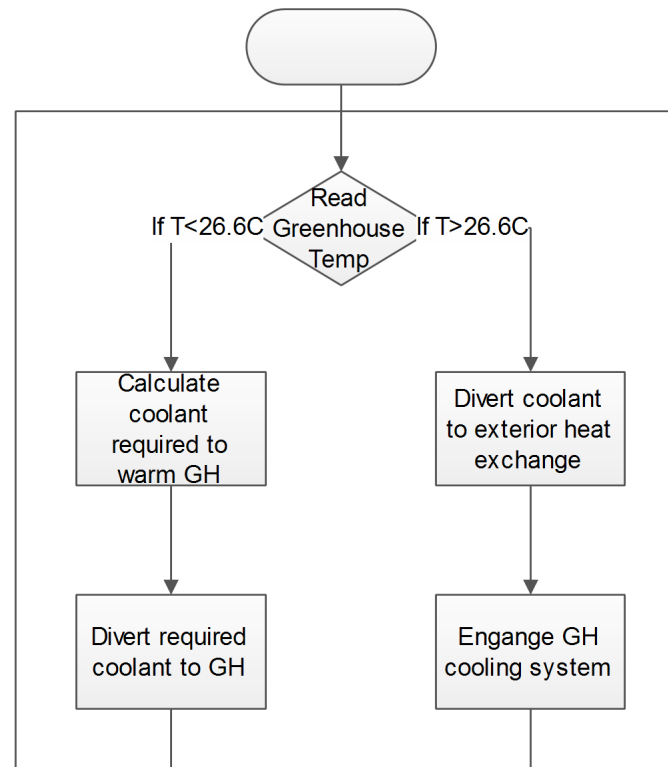 Read
Greenhouse
Temp
If T<26.6C
If T>26.6C
Calculate
coolant
required to
warm GH
Divert coolant
to exterior heat
exchange
Divert required
coolant to GH
Engange GH
cooling system